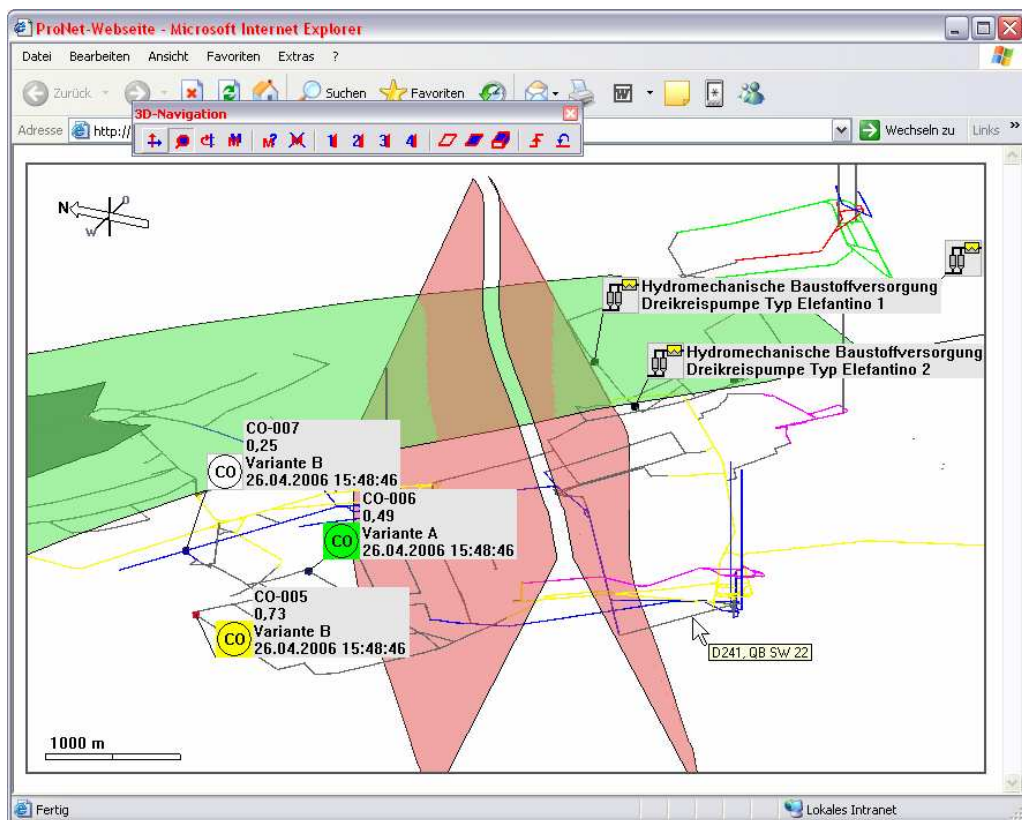 ProNet-Webseite - Microsoft Internet Explorer
Datei Bearbeiten Ansicht Favoriten Extras ?
Zurück Suchen Favoriten
3D-Navigation
Adresse http:// Wechseln zu Links »
M M? 1 2 3 4
N O W
Hydromechanische Baustoffversorgung
Dreikreispumpe Typ Elefantino 1
Hydromechanische Baustoffversorgung
Dreikreispumpe Typ Elefantino 2
CO-007
0,25
CO Variante B
26.04.2006 15:48:46
CO-006
0,49
CO Variante A
26.04.2006 15:48:46
CO-005
0,73
CO Variante B
26.04.2006 15:48:46
D241, QB SW 22
1000 m
Fertig Lokales Intranet